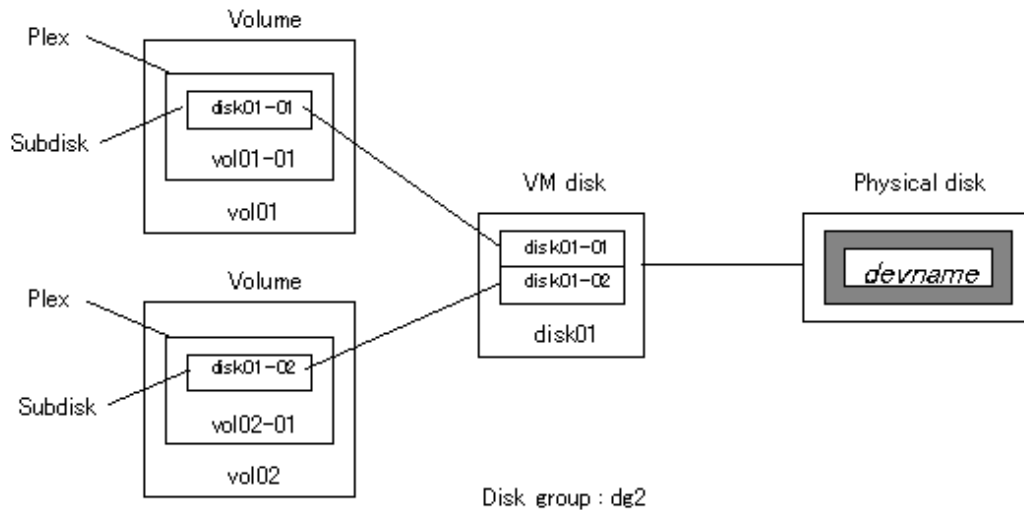 Volume
Plex
disk01-01
Subdisk
vol01-01
vol01
VM disk
Physical disk
disk01-01
disk01-02
disk01
devname
Volume
Plex
disk01-02
Subdisk
vol02-01
vol02
Disk group : dg2